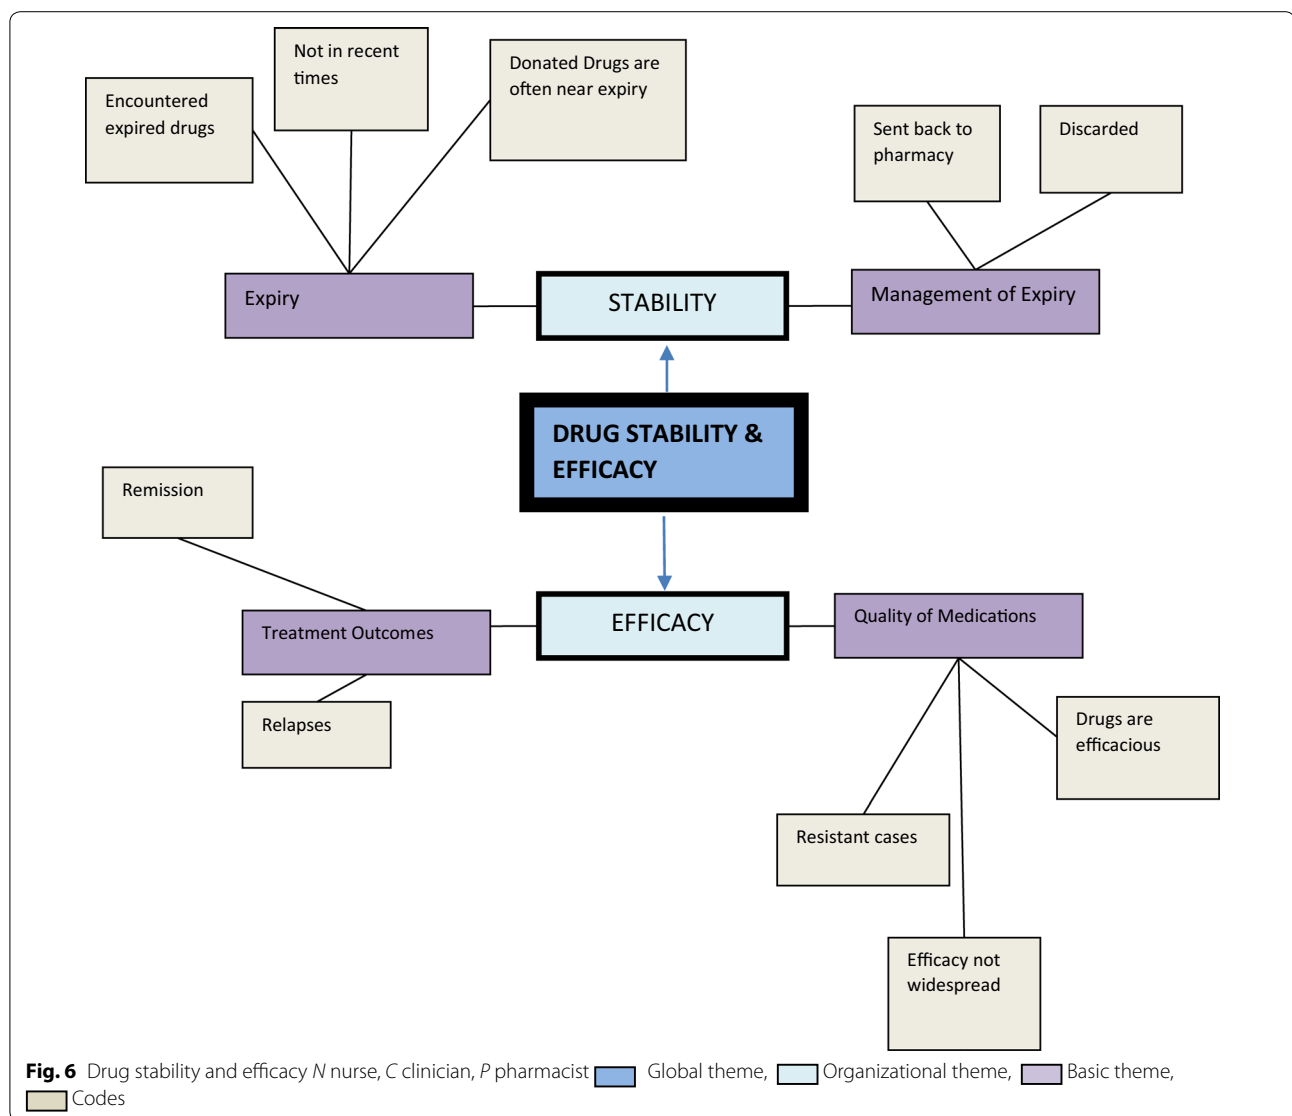 Not in recent
times
Donated Drugs are
often near expiry
Encountered
expired drugs
Sent back to
pharmacy
Discarded
Expiry
STABILITY
Management of Expiry
DRUG STABILITY &
EFFICACY
Remission
Treatment Outcomes
EFFICACY
Quality of Medications
Relapses
Drugs are
efficacious
Resistant cases
Efficacy not
widespread
Fig. 6 Drug stability and efficacy N nurse, C clinician, P pharmacist Global theme, Organizational theme, Basic theme,
Codes